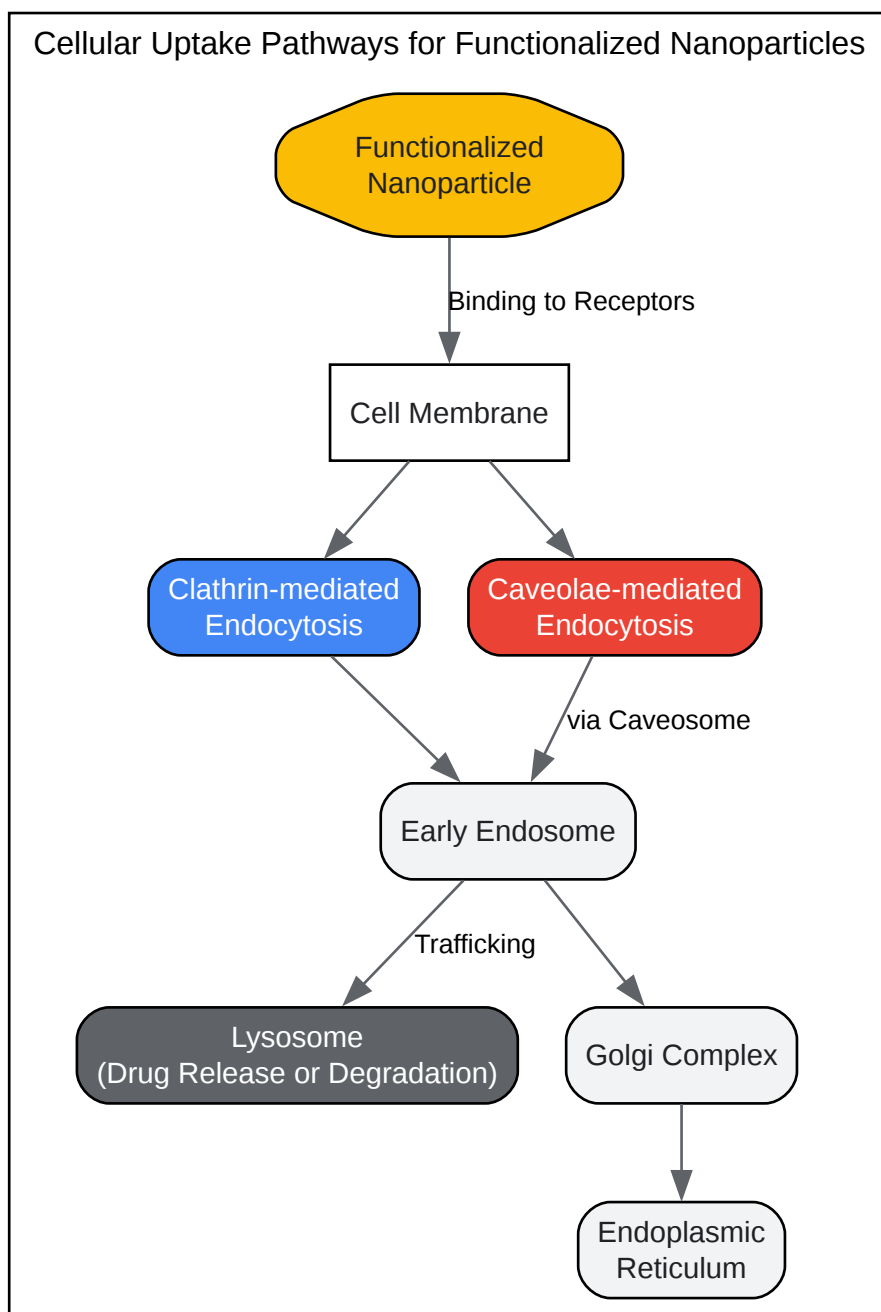 Cellular Uptake Pathways for Functionalized Nanoparticles
Functionalized
Nanoparticle
Binding to Receptors
Cell Membrane
Clathrin-mediated
Endocytosis
Caveolae-mediated
Endocytosis
via Caveosome
Early Endosome
Trafficking
Lysosome
(Drug Release or Degradation)
Golgi Complex
Endoplasmic
Reticulum